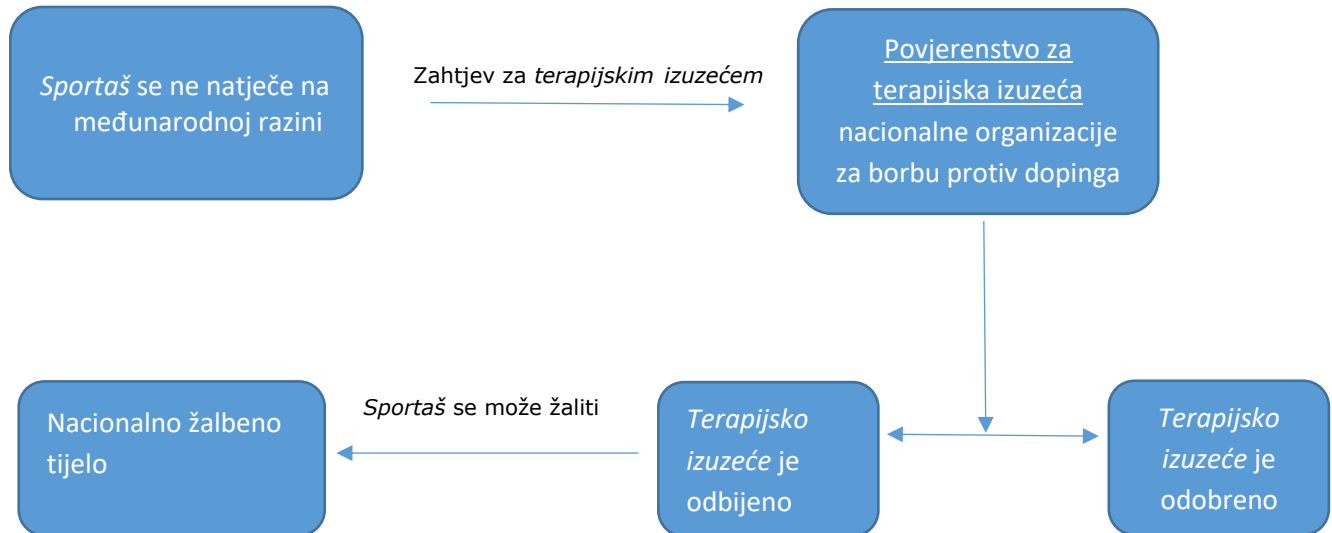 Sportaš se ne natječe na
međunarodnoj razini
Zahtjev za terapijskim izuzećem
Povjerenstvo za
terapijska izuzeća
nacionalne organizacije
za borbu protiv dopinga
Nacionalno žalbeno
tijelo
Sportaš se može žaliti
Terapijsko
izuzeće je
odbijeno
Terapijsko
izuzeće je
odobreno